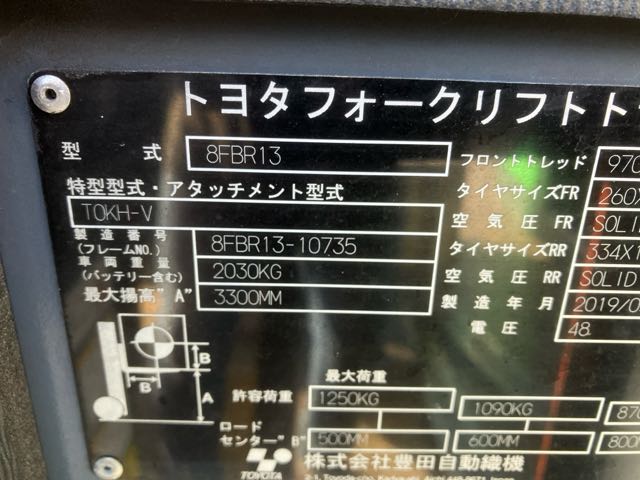 トヨタフォークリフト
型 式 8FBR13 フロントトレッド 970
特型型式・アタッチメント型式 タイヤサイズFR 260X
TOKH-V 空気圧FR SOLI
製造番号(フレームNO.) 8FBR13-10735 タイヤサイズRR 334X1
車両重量(バッテリー含む) 2030KG 空気圧RR SOLID
最大揚高"A" 3300MM 製造年月 2019/0
電圧 48
B
B A
最大荷重
許容荷重 1250KG 1090KG 870
ロードセンター"B" 500MM 600MM 800
TOYOTA 株式会社豊田自動織機